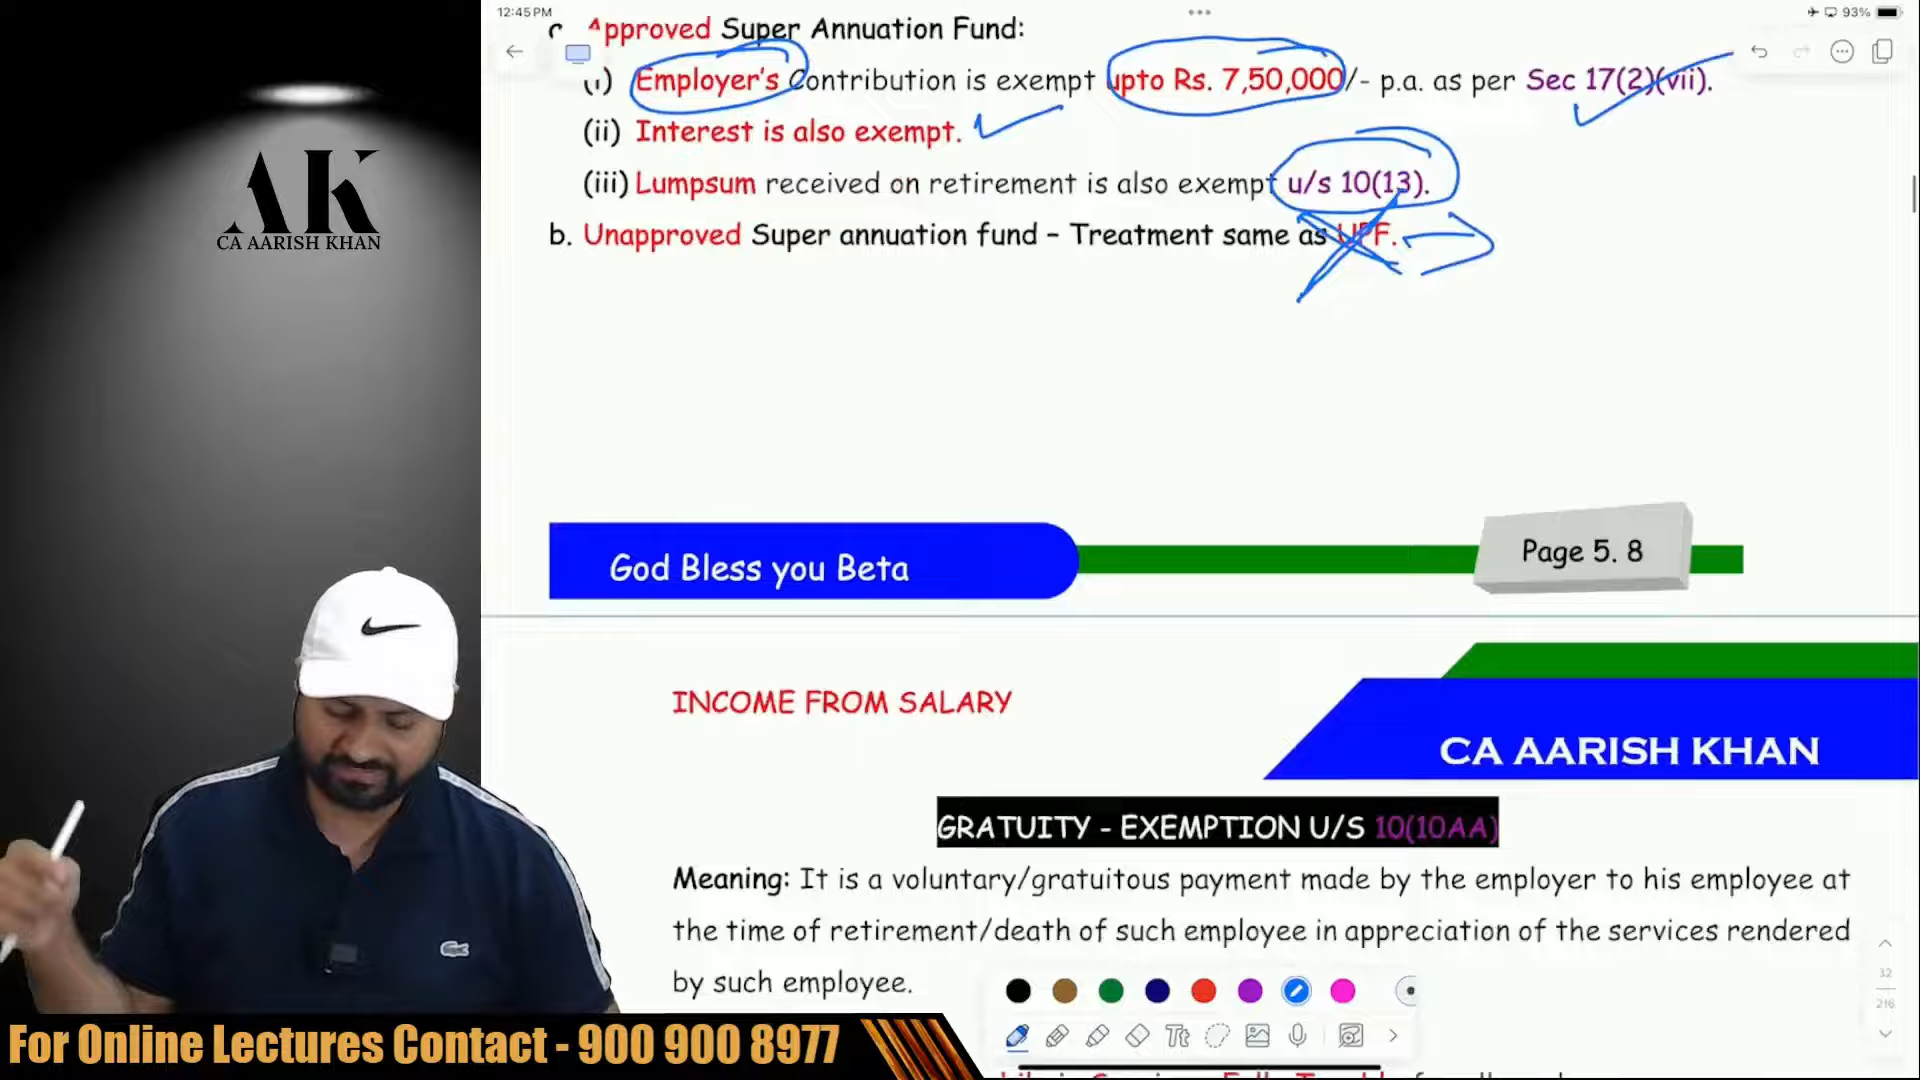 12:45 PM
93%
Approved Super Annuation Fund:
(i) Employer's Contribution is exempt upto Rs. 7,50,000/- p.a. as per Sec 17(2)(vii).
(ii) Interest is also exempt.
(iii) Lumpsum received on retirement is also exempt u/s 10(13).
b. Unapproved Super annuation fund – Treatment same as UPF.
AK
CA AARISH KHAN
God Bless you Beta
Page 5. 8
INCOME FROM SALARY
CA AARISH KHAN
GRATUITY - EXEMPTION U/S 10(10AA)
Meaning: It is a voluntary/gratuitous payment made by the employer to his employee at
the time of retirement/death of such employee in appreciation of the services rendered
by such employee.
32
216
Tt
For Online Lectures Contact - 900 900 8977